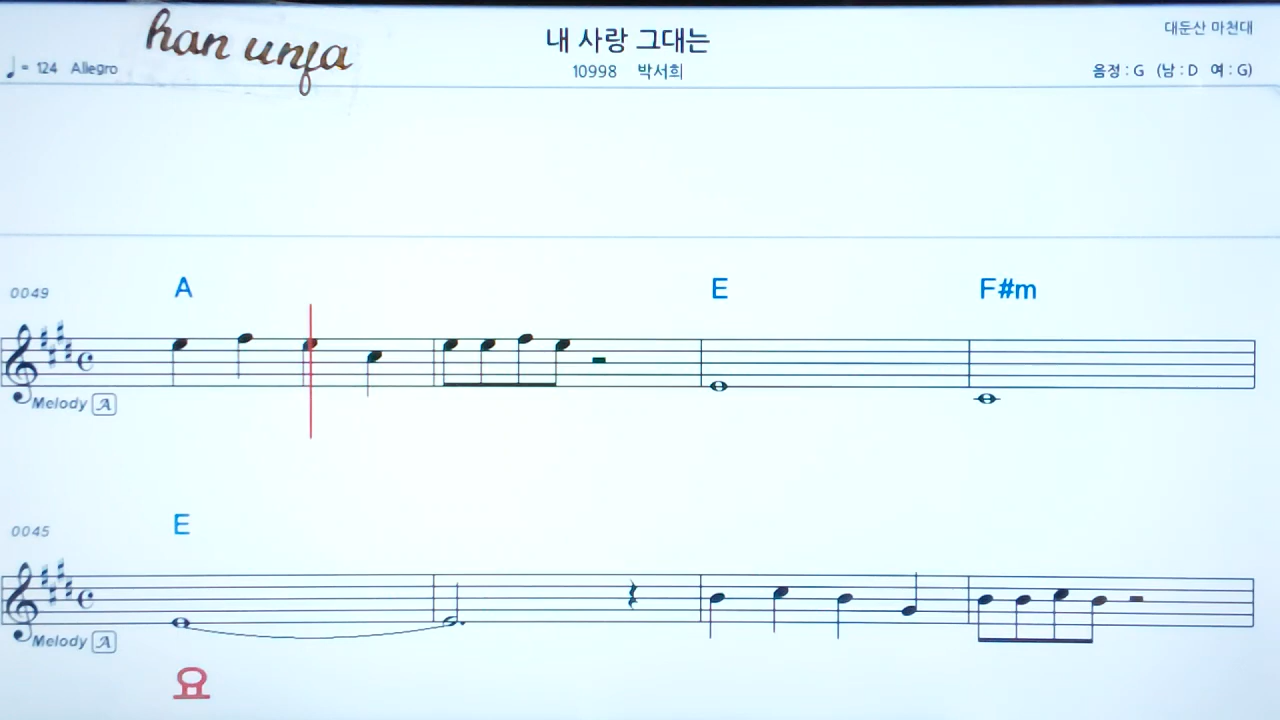 han unfa
내 사랑 그대는
대둔산 마천대
♩= 124 Allegro
10998 박서희
음정 : G (남 : D 여 : G)
0049
A E F#m
Melody A
0045
E
Melody A
요